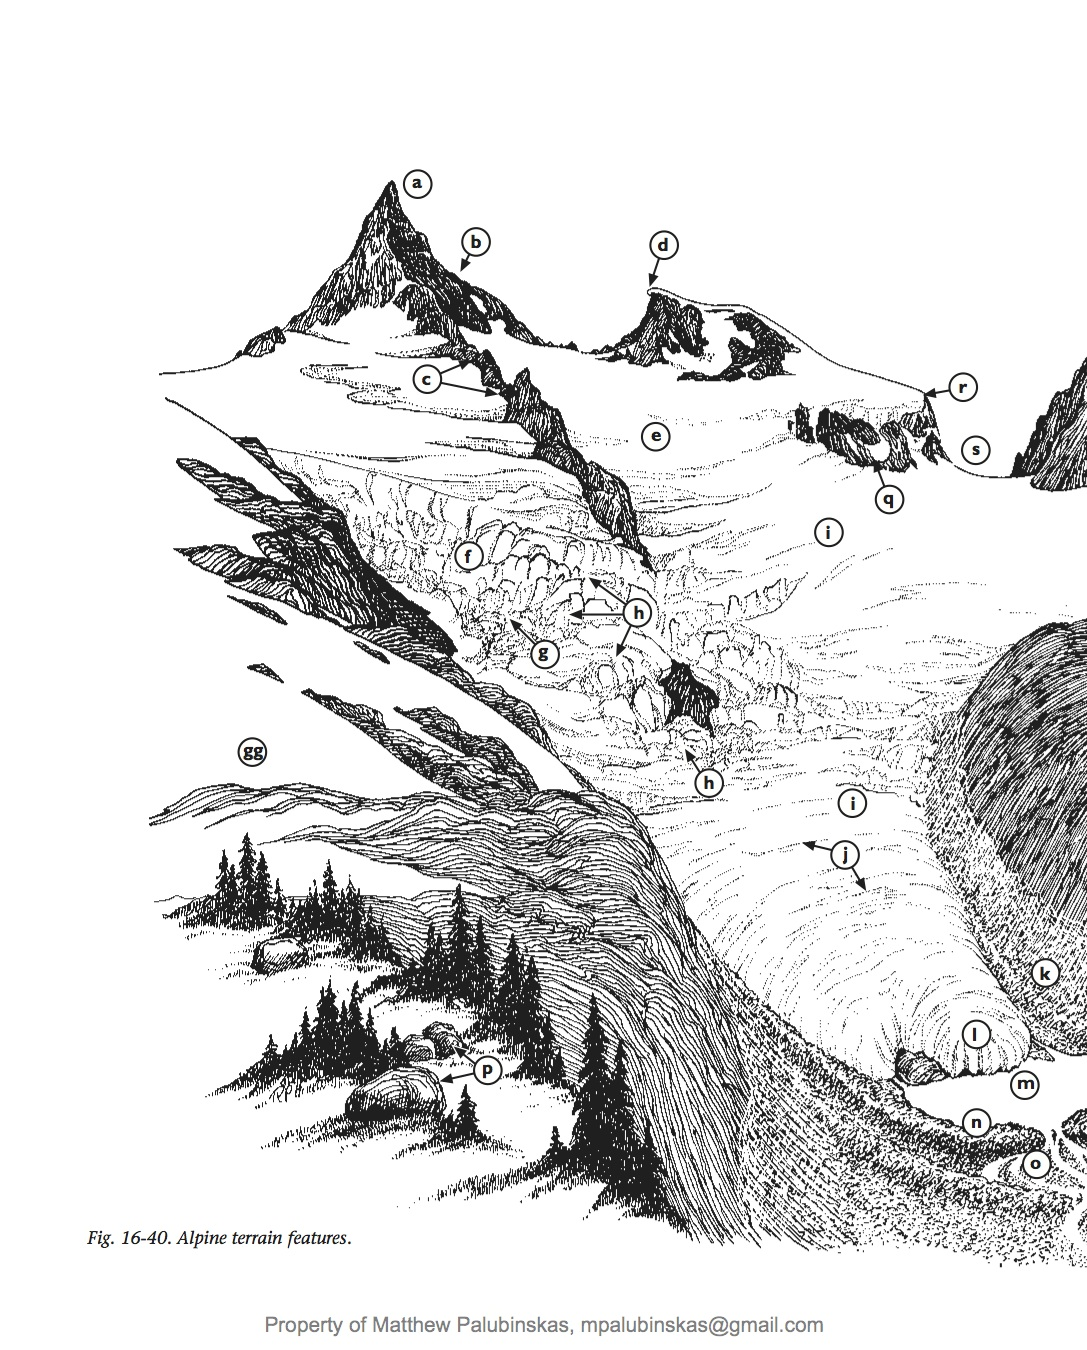 a
b
d
c
r
e
s
q
i
f
h
g
gg
h
i
j
k
l
p
m
n
o
Fig. 16-40. Alpine terrain features.
Property of Matthew Palubinskas, mpalubinskas@gmail.com